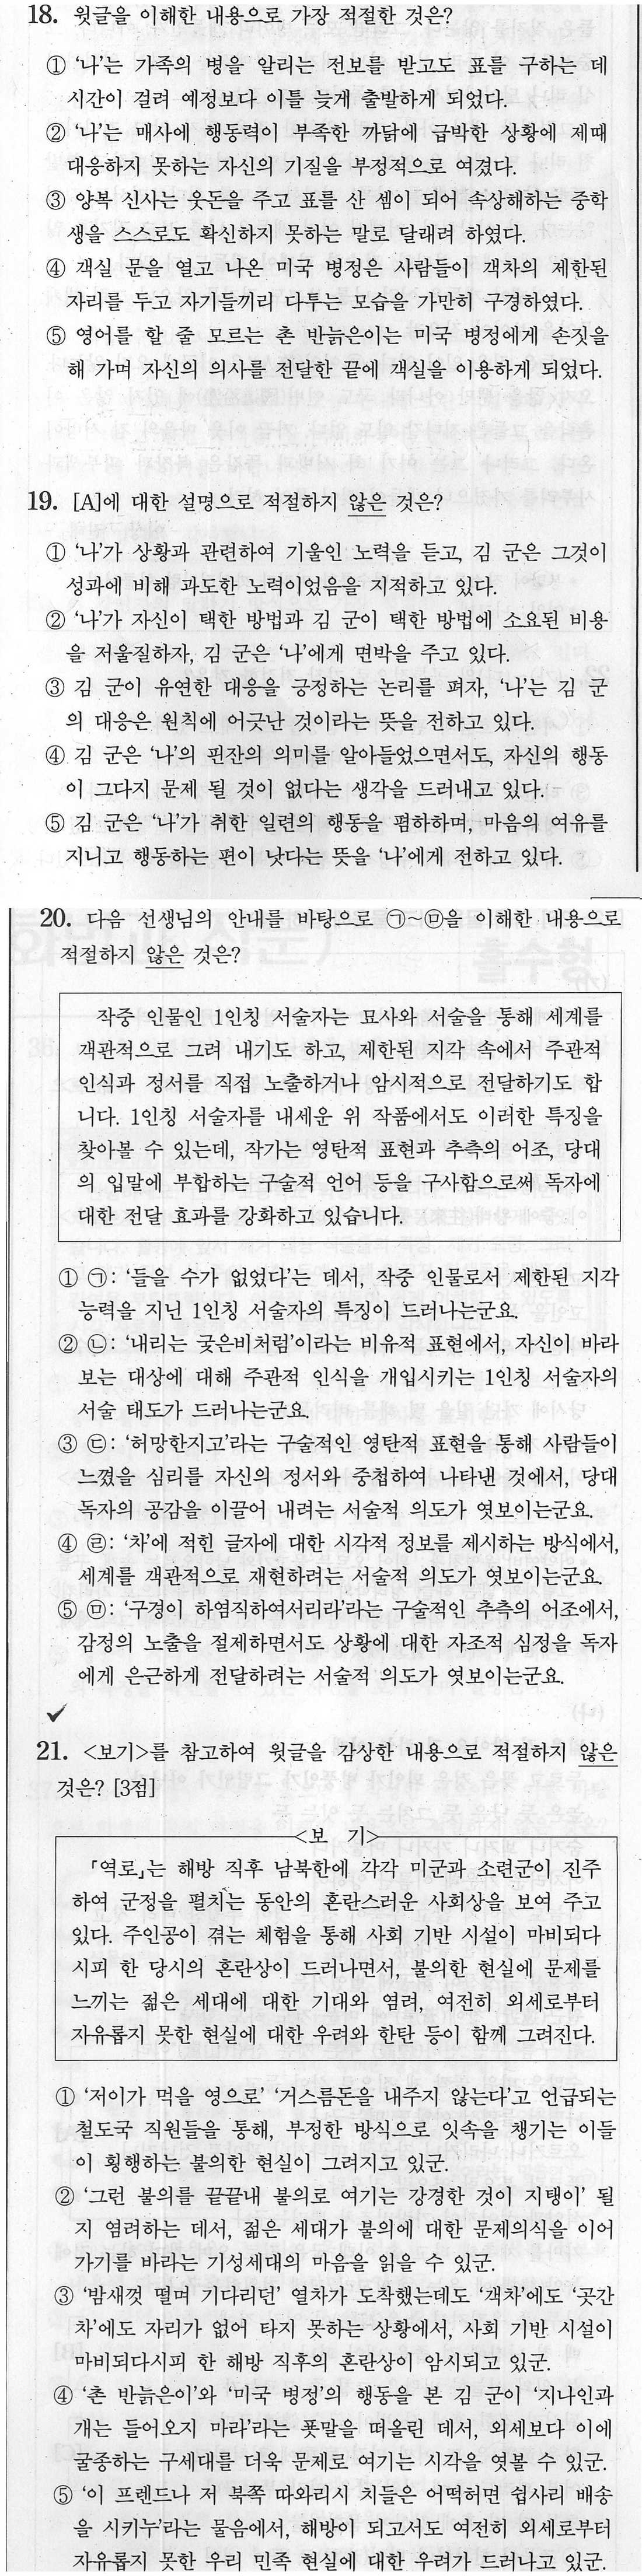 18. 윗글을 이해한 내용으로 가장 적절한 것은?
① ‘나’는 가족의 병을 알리는 전보를 받고도 표를 구하는 데
시간이 걸려 예정보다 이틀 늦게 출발하게 되었다.
② ‘나’는 매사에 행동력이 부족한 까닭에 급박한 상황에 제때
대응하지 못하는 자신의 기질을 부정적으로 여겼다.
③ 양복 신사는 웃돈을 주고 표를 산 셈이 되어 속상해하는 중학
생을 스스로도 확신하지 못하는 말로 달래려 하였다.
④ 객실 문을 열고 나온 미국 병정은 사람들이 객차의 제한된
자리를 두고 자기들끼리 다투는 모습을 가만히 구경하였다.
⑤ 영어를 할 줄 모르는 촌 반늙은이는 미국 병정에게 손짓을
해 가며 자신의 의사를 전달한 끝에 객실을 이용하게 되었다.
19. [A]에 대한 설명으로 적절하지 않은 것은?
① ‘나’가 상황과 관련하여 기울인 노력을 듣고, 김 군은 그것이
성과에 비해 과도한 노력이었음을 지적하고 있다.
② ‘나’가 자신이 택한 방법과 김 군이 택한 방법에 소요된 비용
을 저울질하자, 김 군은 ‘나’에게 면박을 주고 있다.
③ 김 군이 유연한 대응을 긍정하는 논리를 펴자, ‘나’는 김 군
의 대응은 원칙에 어긋난 것이라는 뜻을 전하고 있다.
④ 김 군은 ‘나’의 핀잔의 의미를 알아들었으면서도, 자신의 행동
이 그다지 문제 될 것이 없다는 생각을 드러내고 있다.
⑤ 김 군은 ‘나’가 취한 일련의 행동을 폄하하며, 마음의 여유를
지니고 행동하는 편이 낫다는 뜻을 ‘나’에게 전하고 있다.
20. 다음 선생님의 안내를 바탕으로 ㉠~㉤을 이해한 내용으로
적절하지 않은 것은?
작중 인물인 1인칭 서술자는 묘사와 서술을 통해 세계를
객관적으로 그려 내기도 하고, 제한된 지각 속에서 주관적
인식과 정서를 직접 노출하거나 암시적으로 전달하기도 합
니다. 1인칭 서술자를 내세운 위 작품에서도 이러한 특징을
찾아볼 수 있는데, 작가는 영탄적 표현과 추측의 어조, 당대
의 입말에 부합하는 구술적 언어 등을 구사함으로써 독자에
대한 전달 효과를 강화하고 있습니다.
① ㉠: ‘들을 수가 없었다’는 데서, 작중 인물로서 제한된 지각
능력을 지닌 1인칭 서술자의 특징이 드러나는군요.
② ㉡: ‘내리는 궂은비처럼’이라는 비유적 표현에서, 자신이 바라
보는 대상에 대해 주관적 인식을 개입시키는 1인칭 서술자의
서술 태도가 드러나는군요.
③ ㉢: ‘허망한지고’라는 구술적인 영탄적 표현을 통해 사람들이
느꼈을 심리를 자신의 정서와 중첩하여 나타낸 것에서, 당대
독자의 공감을 이끌어 내려는 서술적 의도가 엿보이는군요.
④ ㉣: ‘차’에 적힌 글자에 대한 시각적 정보를 제시하는 방식에서,
세계를 객관적으로 재현하려는 서술적 의도가 엿보이는군요.
⑤ ㉤: ‘구경이 하염직하여서리라’라는 구술적인 추측의 어조에서,
감정의 노출을 절제하면서도 상황에 대한 자조적 심정을 독자
에게 은근하게 전달하려는 서술적 의도가 엿보이는군요.
21. <보기>를 참고하여 윗글을 감상한 내용으로 적절하지 않은
것은? [3점]
<보 기>
「역로」는 해방 직후 남북한에 각각 미군과 소련군이 진주
하여 군정을 펼치는 동안의 혼란스러운 사회상을 보여 주고
있다. 주인공이 겪는 체험을 통해 사회 기반 시설이 마비되다
시피 한 당시의 혼란상이 드러나면서, 불의한 현실에 문제를
느끼는 젊은 세대에 대한 기대와 염려, 여전히 외세로부터
자유롭지 못한 현실에 대한 우려와 한탄 등이 함께 그려진다.
① ‘저이가 먹을 영으로’ ‘거스름돈을 내주지 않는다’고 언급되는
철도국 직원들을 통해, 부정한 방식으로 잇속을 챙기는 이들
이 횡행하는 불의한 현실이 그려지고 있군.
② ‘그런 불의를 끝끝내 불의로 여기는 강경한 것이 지탱이’ 될
지 염려하는 데서, 젊은 세대가 불의에 대한 문제의식을 이어
가기를 바라는 기성세대의 마음을 읽을 수 있군.
③ ‘밤새껏 떨며 기다리던’ 열차가 도착했는데도 ‘객차’에도 ‘곳간
차’에도 자리가 없어 타지 못하는 상황에서, 사회 기반 시설이
마비되다시피 한 해방 직후의 혼란상이 암시되고 있군.
④ ‘촌 반늙은이’와 ‘미국 병정’의 행동을 본 김 군이 ‘지나인과
개는 들어오지 마라’라는 푯말을 떠올린 데서, 외세보다 이에
굴종하는 구세대를 더욱 문제로 여기는 시각을 엿볼 수 있군.
⑤ ‘이 프렌드나 저 북쪽 따와리시 치들은 어떡허면 쉽사리 배송
을 시키누’라는 물음에서, 해방이 되고서도 여전히 외세로부터
자유롭지 못한 우리 민족 현실에 대한 우려가 드러나고 있군.